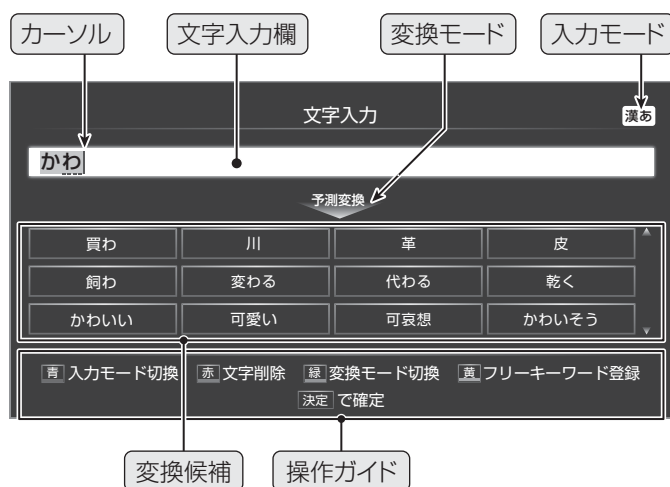 カーソル 文字入力欄 変換モード 入力モード
文字入力 漢あ
かわ
予測変換
買わ 川 革 皮
飼わ 変わる 代わる 乾く
かわいい 可愛い 可哀想 かわいそう
青 入力モード切換 赤 文字削除 緑 変換モード切換 黄 フリーキーワード登録
決定 で確定
変換候補 操作ガイド